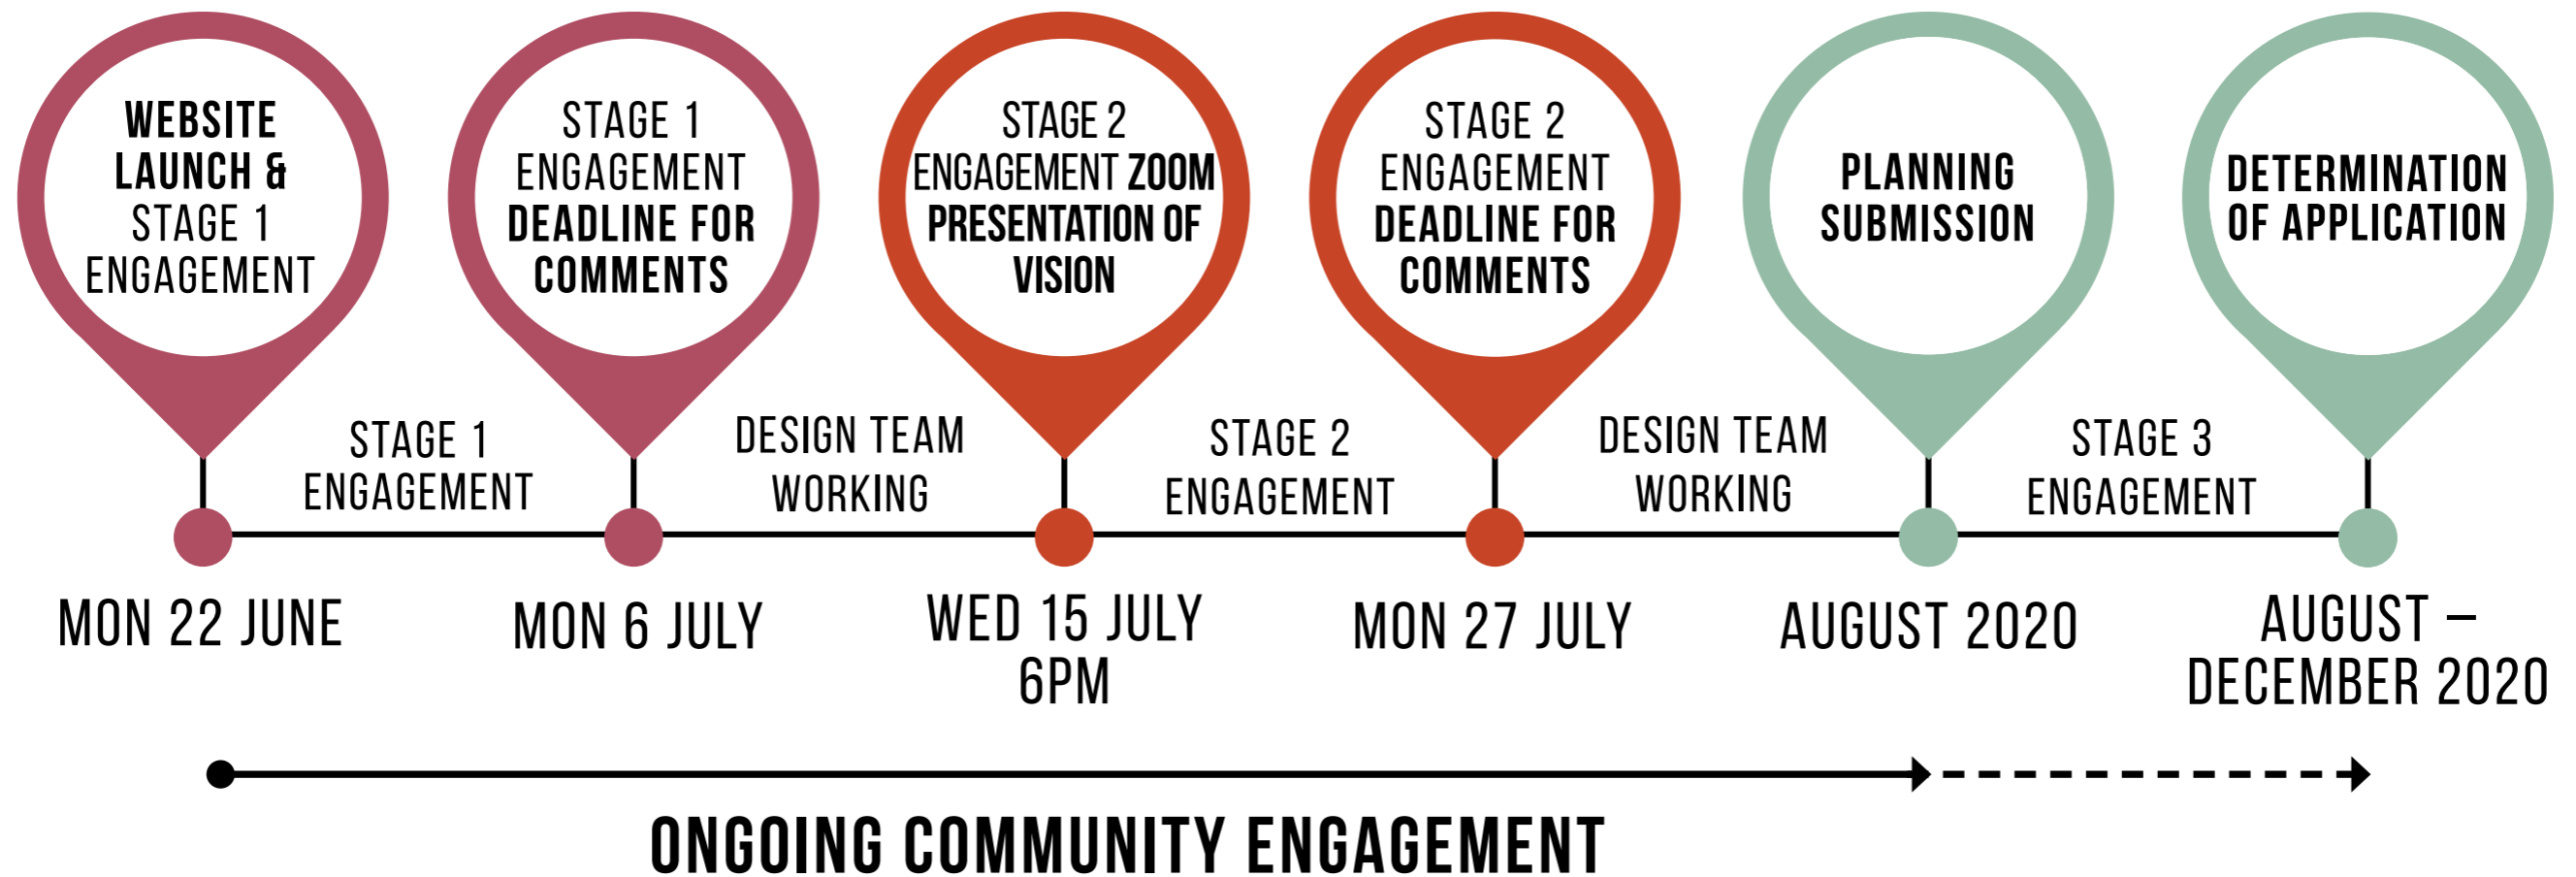 WEBSITE
LAUNCH &
STAGE 1
ENGAGEMENT
STAGE 1
ENGAGEMENT
DEADLINE FOR
COMMENTS
STAGE 2
ENGAGEMENT ZOOM
PRESENTATION OF
VISION
STAGE 2
ENGAGEMENT
DEADLINE FOR
COMMENTS
PLANNING
SUBMISSION
DETERMINATION
OF APPLICATION
STAGE 1
ENGAGEMENT
DESIGN TEAM
WORKING
STAGE 2
ENGAGEMENT
DESIGN TEAM
WORKING
STAGE 3
ENGAGEMENT
MON 22 JUNE
MON 6 JULY
WED 15 JULY
6PM
MON 27 JULY
AUGUST 2020
AUGUST –
DECEMBER 2020
ONGOING COMMUNITY ENGAGEMENT